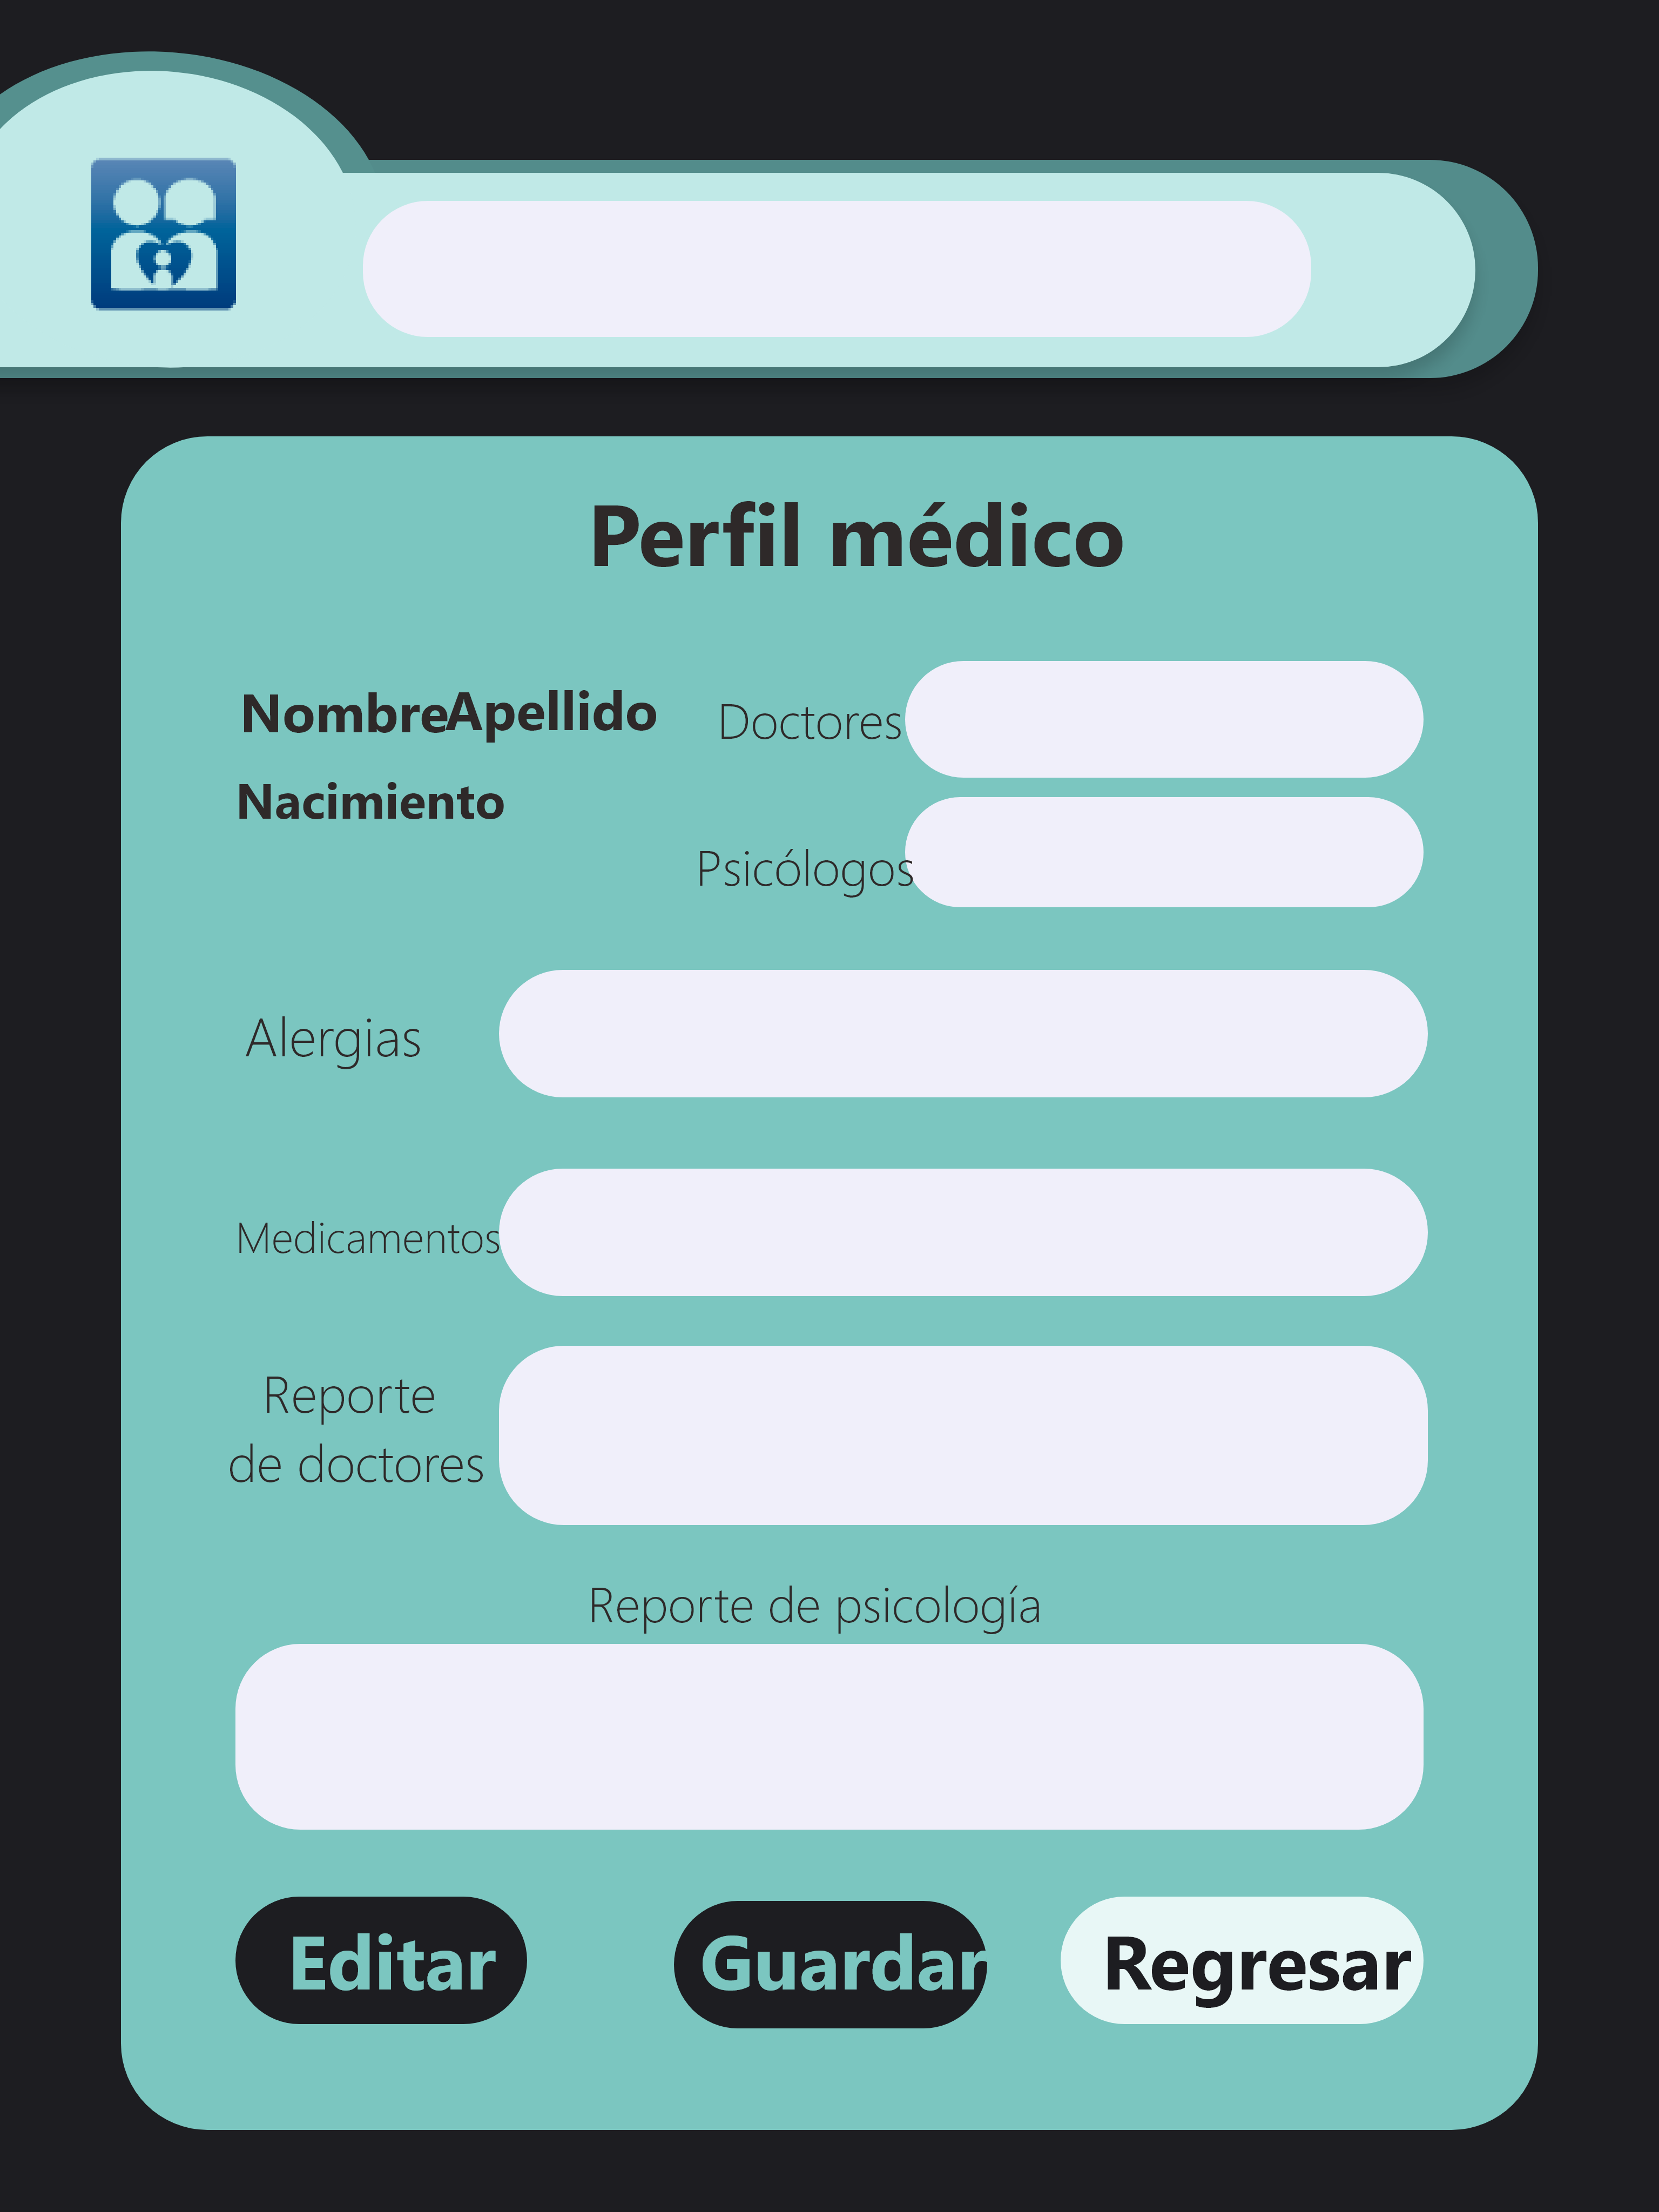 Perfil médico
NombreApellido
Doctores
Nacimiento
Psicólogos
Alergias
Medicamentos
Reporte
de doctores
Reporte de psicología
Editar
Guardar
Regresar